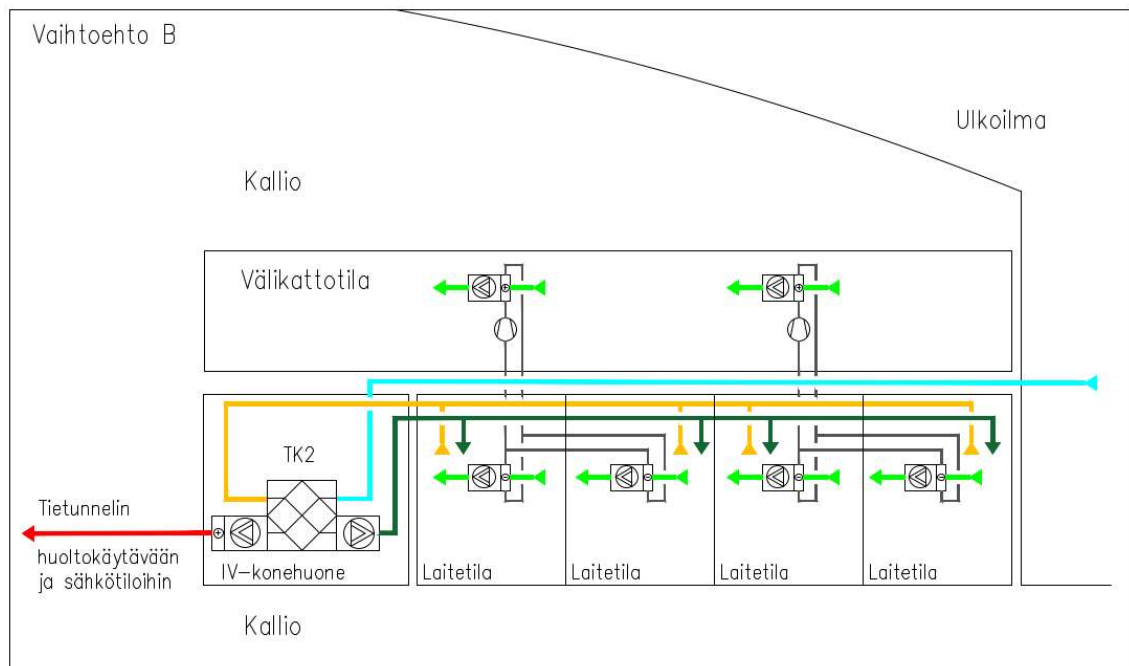 Vaihtoehto B
Ulkoilma
Kallio
Välikattotila
TK2
Tietunnelin
huoltokäytävään
ja sähkötiloihin
IV-konehuone
Laitetila
Laitetila
Laitetila
Laitetila
Kallio